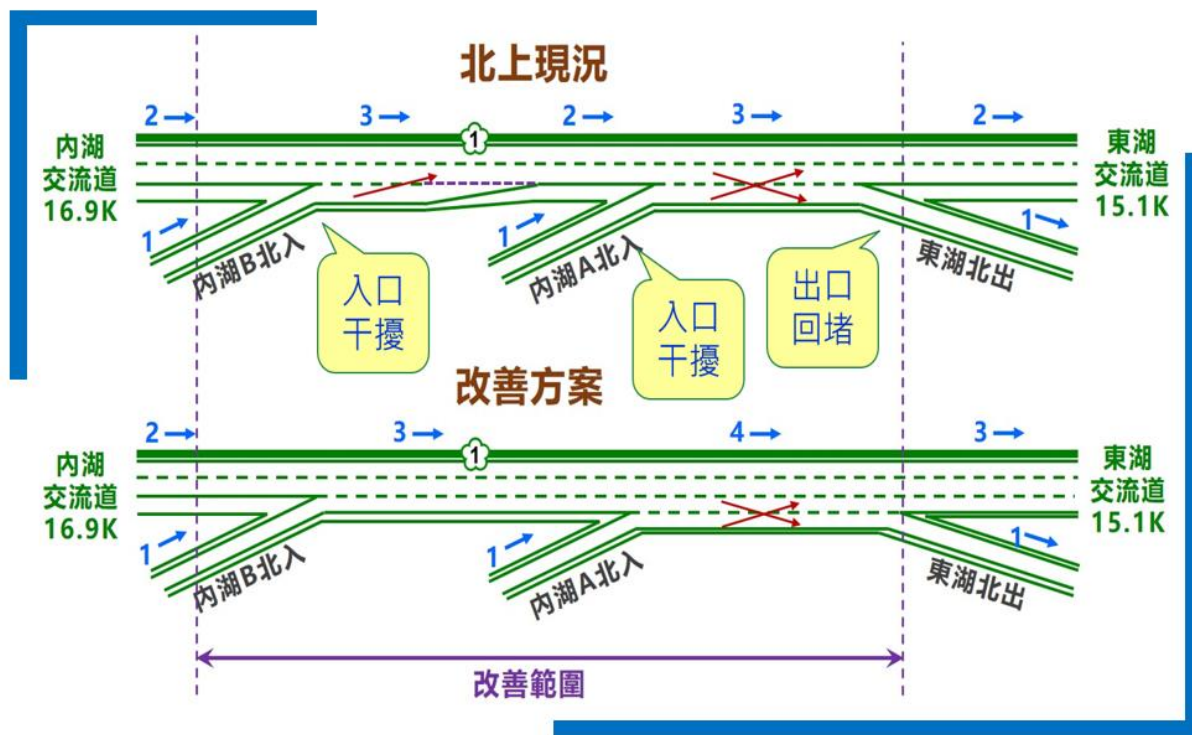 北上現況
2
3
2
3
2
1
內湖
交流道
16.9K
東湖
交流道
15.1K
1
內湖B北入
1
內湖A北入
1
東湖北出
入口
干擾
入口
干擾
出口
回堵
改善方案
2
3
4
3
1
內湖
交流道
16.9K
東湖
交流道
15.1K
1
內湖B北入
1
內湖A北入
1
東湖北出
改善範圍